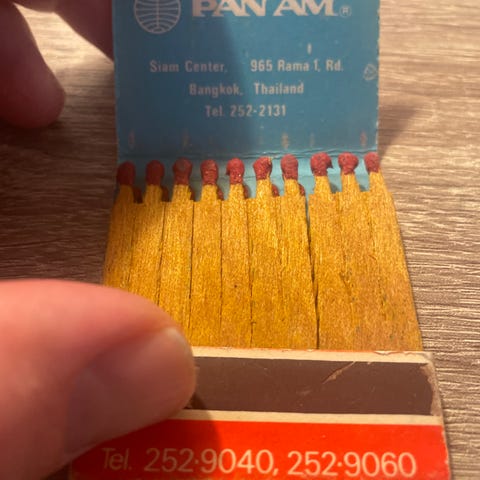 PAN AM®
Siam Center, 965 Rama 1, Rd.
Bangkok, Thailand
Tel. 252-2131
Tel. 252-9040, 252-9060